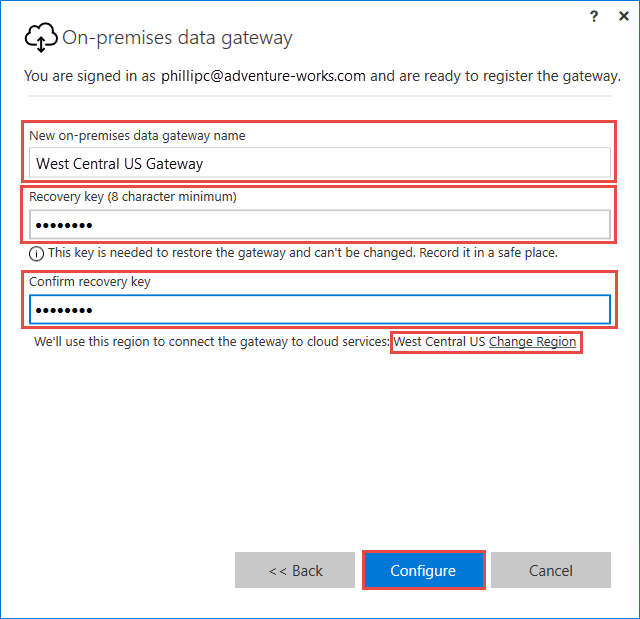 ? ×
On-premises data gateway
You are signed in as phillipc@adventure-works.com and are ready to register the gateway.
New on-premises data gateway name
West Central US Gateway
Recovery key (8 character minimum)
●●●●●●●●
This key is needed to restore the gateway and can't be changed. Record it in a safe place.
Confirm recovery key
●●●●●●●●
We'll use this region to connect the gateway to cloud services: West Central US Change Region
<< Back Configure Cancel